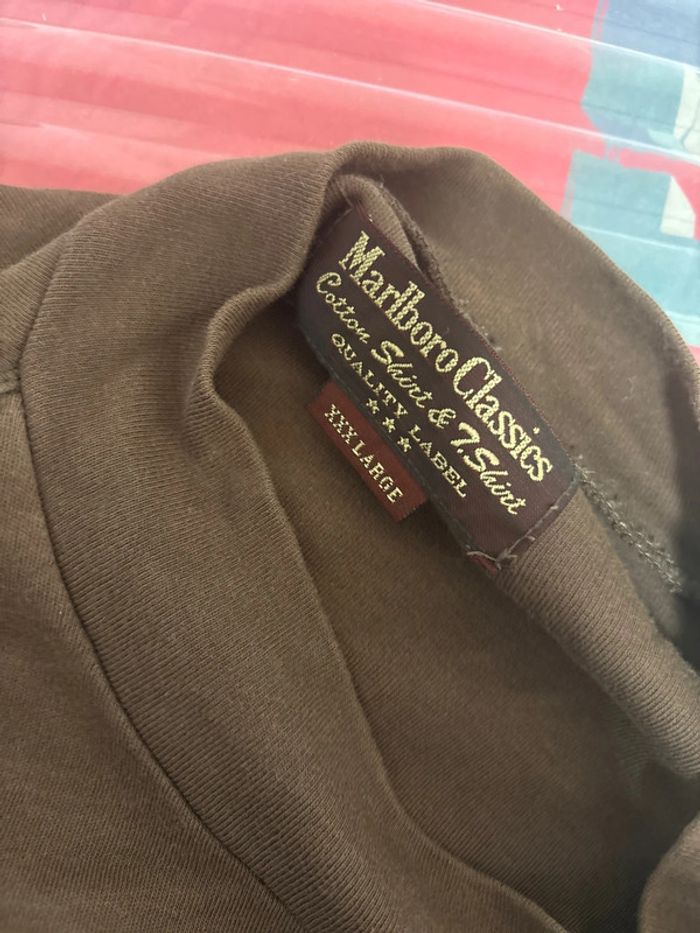 Marlboro Classics
Cotton Shirt & T.Shirt
QUALITY LABEL
★ ★ ★
XXX LARGE